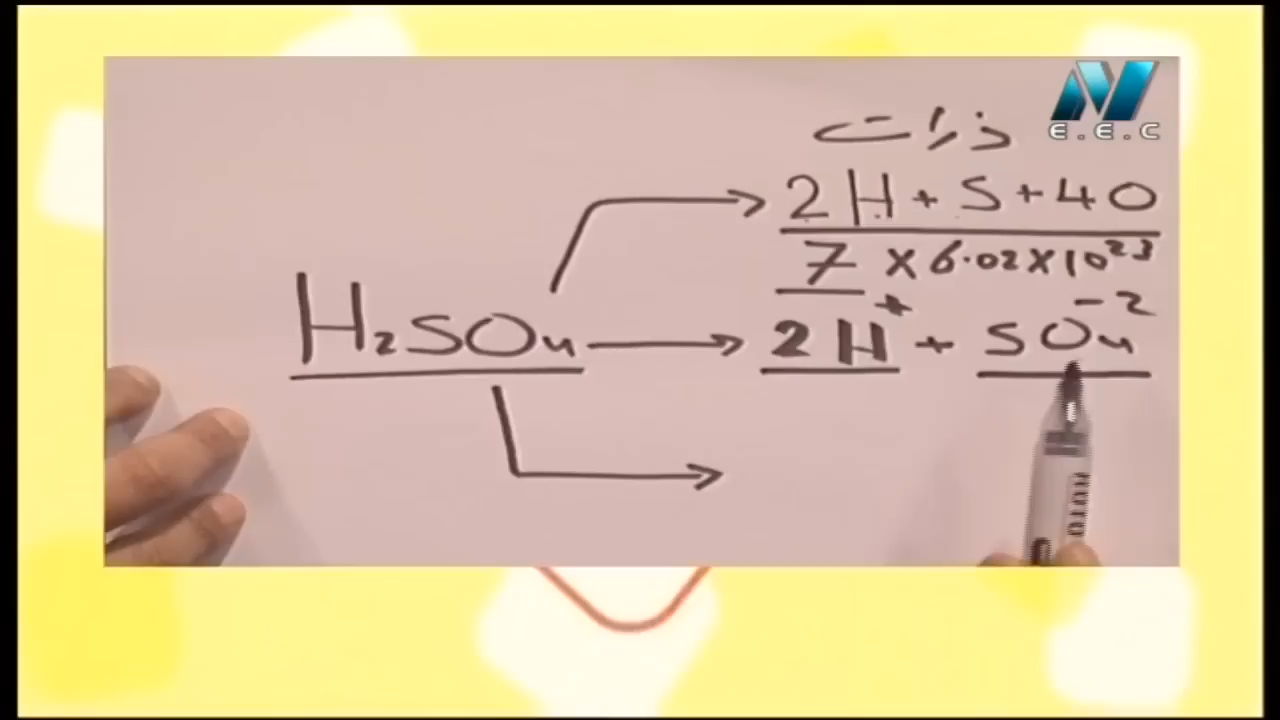 E.E.C
ذرات
2H + S + 4O
7 × 6.02 × 10²³
H₂SO₄ → 2H⁺ + SO₄⁻²